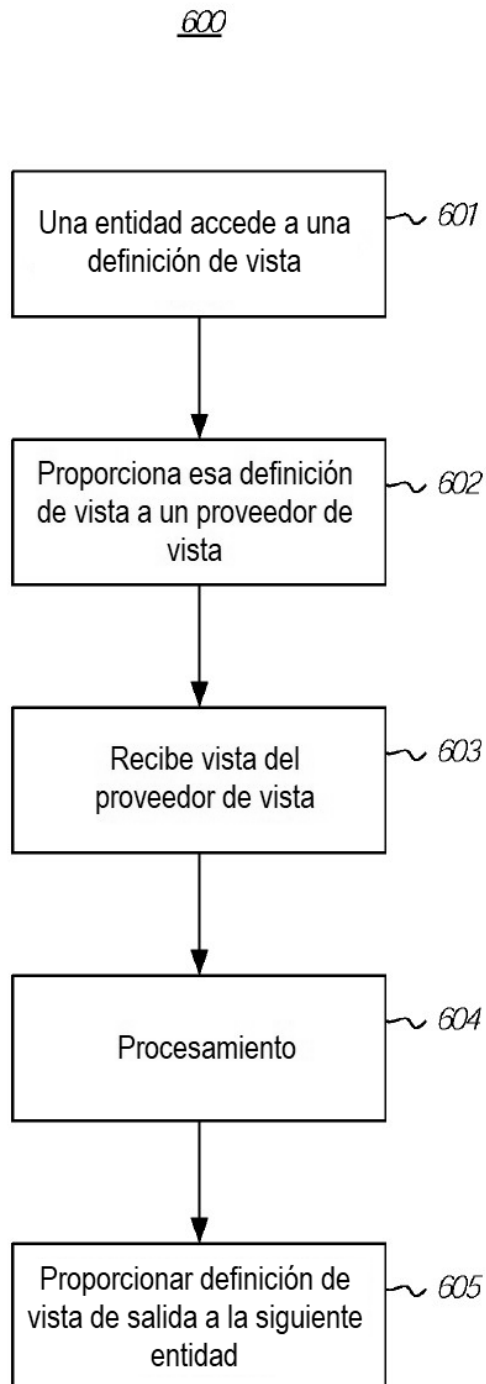 600
Una entidad accede a una
definición de vista
601
Proporciona esa definición
de vista a un proveedor de
vista
602
Recibe vista del
proveedor de vista
603
Procesamiento
604
Proporcionar definición de
vista de salida a la siguiente
entidad
605